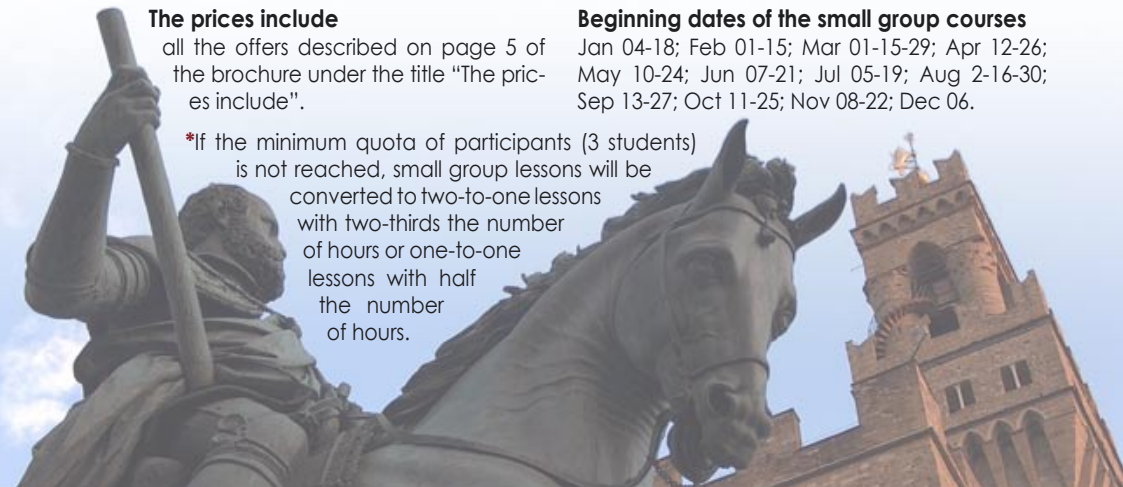 The prices include
all the offers described on page 5 of
the brochure under the title “The pric-
es include”.
*If the minimum quota of participants (3 students)
is not reached, small group lessons will be
converted to two-to-one lessons
with two-thirds the number
of hours or one-to-one
lessons with half
the number
of hours.
Beginning dates of the small group courses
Jan 04-18; Feb 01-15; Mar 01-15-29; Apr 12-26;
May 10-24; Jun 07-21; Jul 05-19; Aug 2-16-30;
Sep 13-27; Oct 11-25; Nov 08-22; Dec 06.